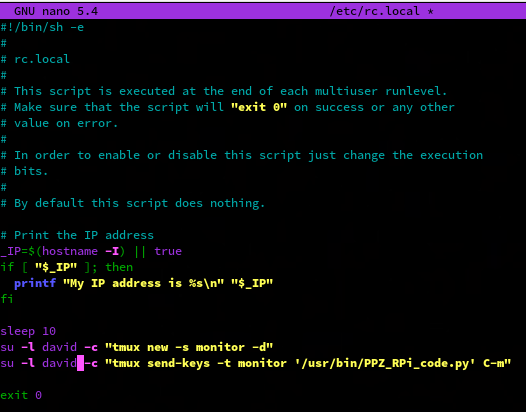 GNU nano 5.4 /etc/rc.local *
#!/bin/sh -e
#
# rc.local
#
# This script is executed at the end of each multiuser runlevel.
# Make sure that the script will "exit 0" on success or any other
# value on error.
#
# In order to enable or disable this script just change the execution
# bits.
#
# By default this script does nothing.

# Print the IP address
_IP=$(hostname -I) || true
if [ "$_IP" ]; then
  printf "My IP address is %s\n" "$_IP"
fi

sleep 10
su -l david -c "tmux new -s monitor -d"
su -l david -c "tmux send-keys -t monitor '/usr/bin/PPZ_RPi_code.py' C-m"

exit 0